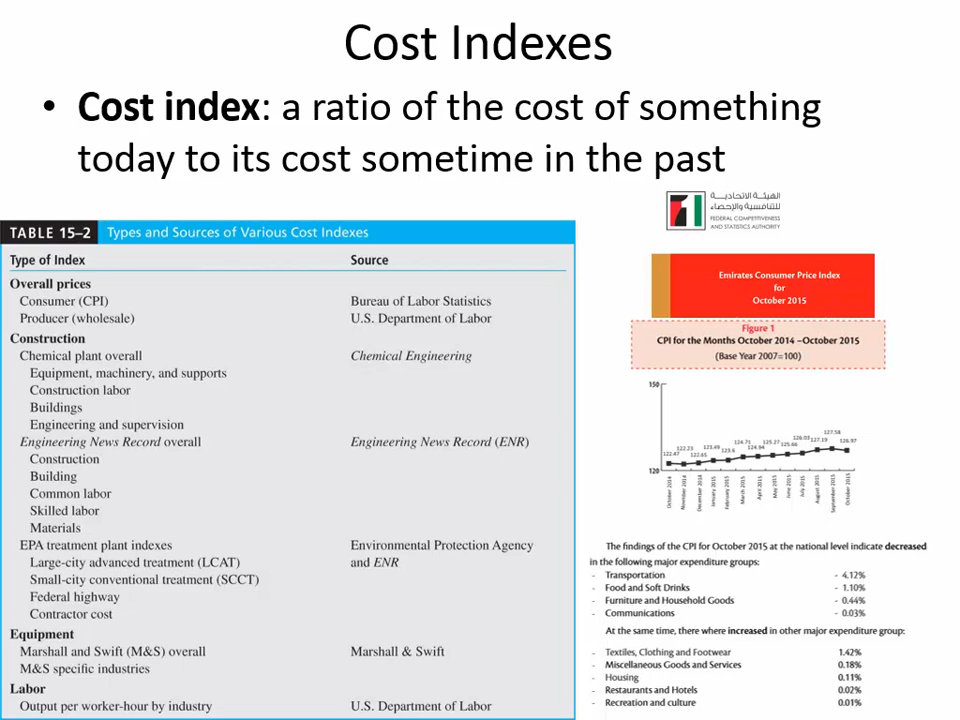 Cost Indexes
• Cost index: a ratio of the cost of something
today to its cost sometime in the past
الهيئة الاتحاديـــة
للتنافسية والإحصاء
FEDERAL COMPETITIVENESS
AND STATISTICS AUTHORITY
TABLE 15–2 Types and Sources of Various Cost Indexes
Type of Index Source
Overall prices
Consumer (CPI) Bureau of Labor Statistics
Producer (wholesale) U.S. Department of Labor
Construction
Chemical plant overall Chemical Engineering
Equipment, machinery, and supports
Construction labor
Buildings
Engineering and supervision
Engineering News Record overall Engineering News Record (ENR)
Construction
Building
Common labor
Skilled labor
Materials
EPA treatment plant indexes Environmental Protection Agency
Large-city advanced treatment (LCAT) and ENR
Small-city conventional treatment (SCCT)
Federal highway
Contractor cost
Equipment
Marshall and Swift (M&S) overall Marshall & Swift
M&S specific industries
Labor
Output per worker-hour by industry U.S. Department of Labor
Emirates Consumer Price Index
for
October 2015
Figure 1
CPI for the Months October 2014 –October 2015
(Base Year 2007=100)
150
120
122.47 122.23 122.65 123.49 123.6 124.71 124.94 125.27 125.66 126.03 127.19 127.58 126.97
October 2014 November 2014 December 2014 January 2015 February 2015 March 2015 April 2015 May 2015 June 2015 July 2015 August 2015 September 2015 October 2015
The findings of the CPI for October 2015 at the national level indicate decreased
in the following major expenditure groups:
- Transportation - 4.12%
- Food and Soft Drinks - 1.10%
- Furniture and Household Goods - 0.44%
- Communications - 0.03%
At the same time, there where increased in other major expenditure group:
- Textiles, Clothing and Footwear 1.42%
- Miscellaneous Goods and Services 0.18%
- Housing 0.11%
- Restaurants and Hotels 0.02%
- Recreation and culture 0.01%